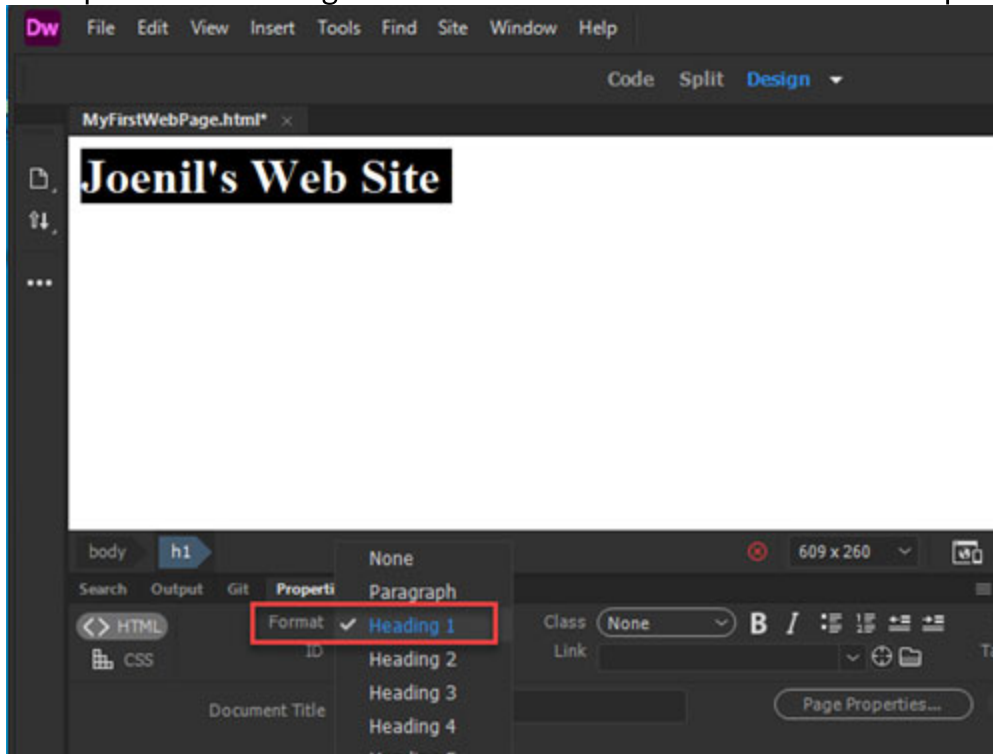 Dw File Edit View Insert Tools Find Site Window Help
Code Split Design
MyFirstWebPage.html* ×
Joenil's Web Site
body h1 609 x 260
None
Search Output Git Properti
Paragraph
<> HTML Format ✓ Heading 1 Class None B I
CSS ID Heading 2 Link
Heading 3
Document Title Page Properties...
Heading 4